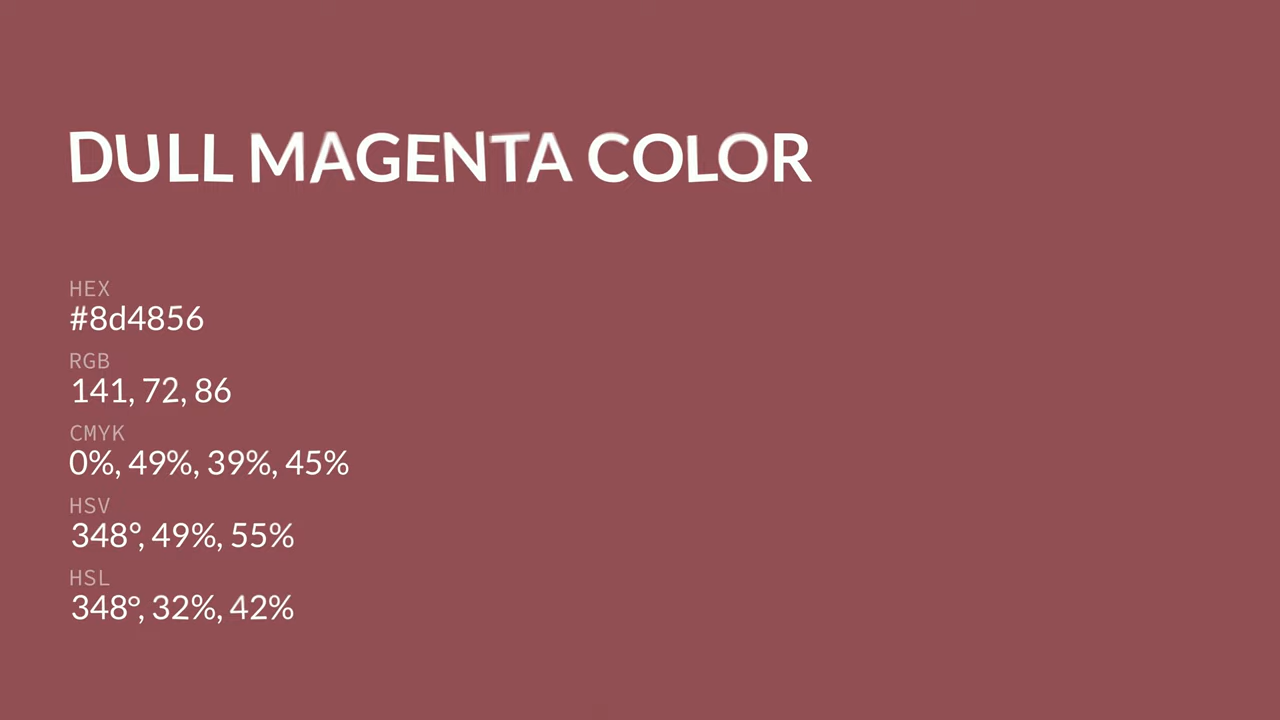 DULL MAGENTA COLOR
HEX
#8d4856
RGB
141, 72, 86
CMYK
0%, 49%, 39%, 45%
HSV
348°, 49%, 55%
HSL
348°, 32%, 42%